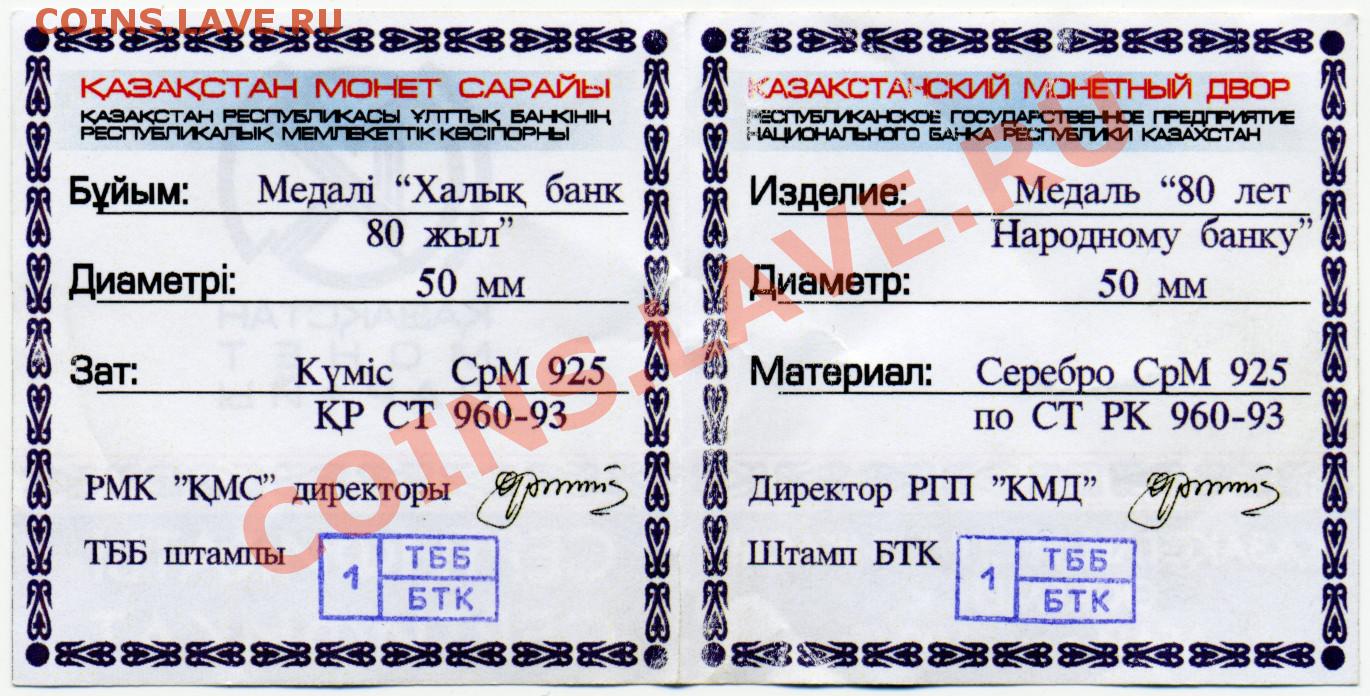 COINS.LAVE.RU
ҚАЗАҚСТАН МОНЕТ САРАЙЫ
ҚАЗАҚСТАН РЕСПУБЛИКАСЫ ҰЛТТЫҚ БАНКІНІҢ
РЕСПУБЛИКАЛЫҚ МЕМЛЕКЕТТІК КӘСІПОРНЫ
Бұйым: Медалі “Халық банк
80 жыл”
Диаметрі: 50 мм
Зат: Күміс СрМ 925
ҚР СТ 960-93
РМК ”ҚМС” директоры
ТББ штампы
1 ТББ
БТК
ҚАЗАҚСТАН
МОНЕТ
КАЗАКСТАНСКИЙ МОНЕТНЫЙ ДВОР
РЕСПУБЛИКАНСКОЕ ГОСУДАРСТВЕННОЕ ПРЕДПРИЯТИЕ
НАЦИОНАЛЬНОГО БАНКА РЕСПУБЛИКИ КАЗАХСТАН
Изделие: Медаль “80 лет
Народному банку”
Диаметр: 50 мм
Материал: Серебро СрМ 925
по СТ РК 960-93
Директор РГП ”КМД”
Штамп БТК
1 ТББ
БТК
COINS.LAVE.RU